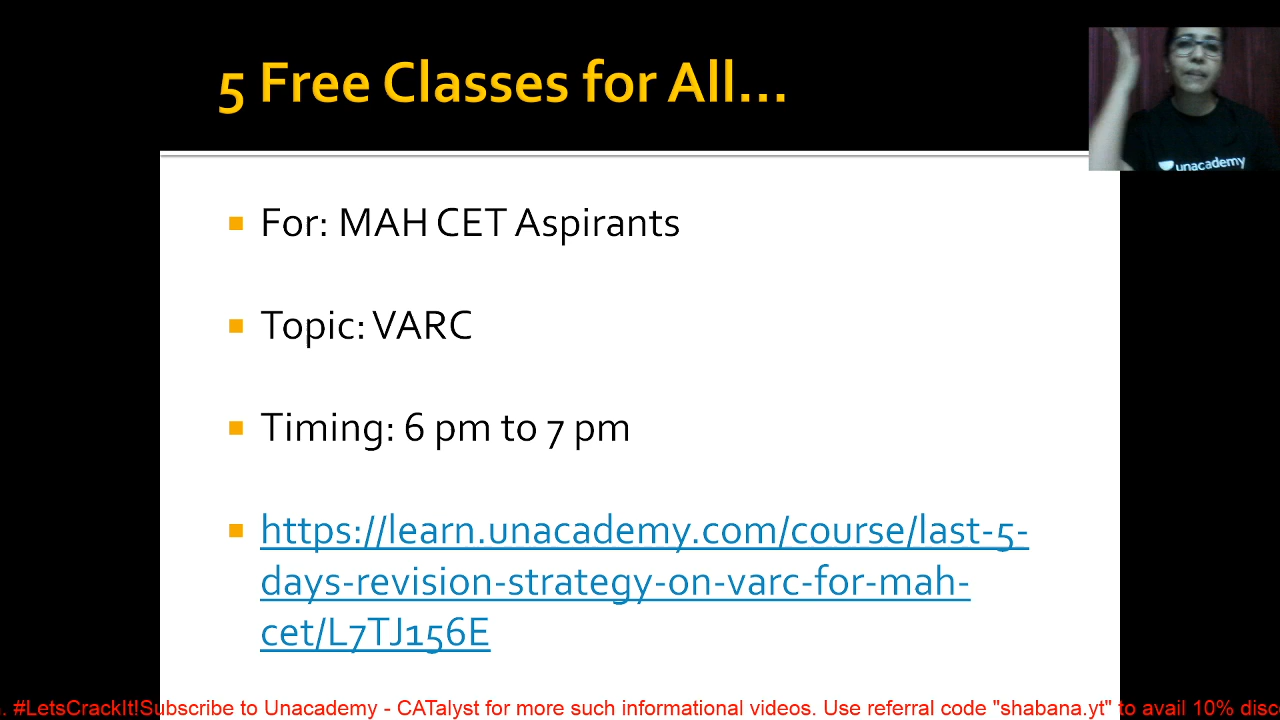 5 Free Classes for All...
unacademy
For: MAH CET Aspirants
Topic: VARC
Timing: 6 pm to 7 pm
https://learn.unacademy.com/course/last-5-
days-revision-strategy-on-varc-for-mah-
cet/L7TJ156E
. #LetsCrackIt!Subscribe to Unacademy - CATalyst for more such informational videos. Use referral code "shabana.yt" to avail 10% disc